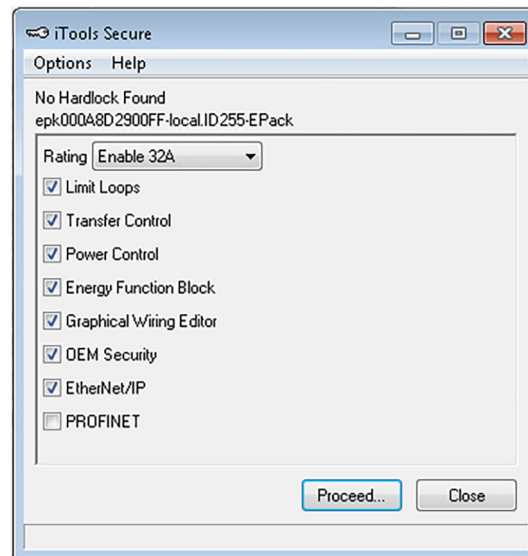 iTools Secure
Options Help
No Hardlock Found
epk000A8D2900FF-local.ID255-EPack
Rating Enable 32A
Limit Loops
Transfer Control
Power Control
Energy Function Block
Graphical Wiring Editor
OEM Security
EtherNet/IP
PROFINET
Proceed... Close